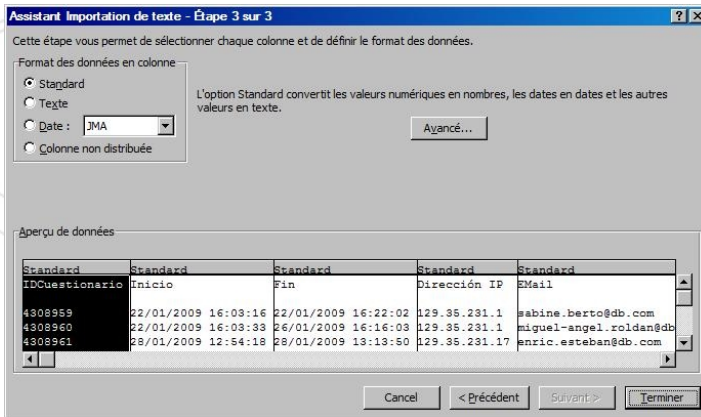 Assistant Importation de texte - Étape 3 sur 3
Cette étape vous permet de sélectionner chaque colonne et de définir le format des données.
Format des données en colonne
Standard
Texte
Date : JMA
Colonne non distribuée
L'option Standard convertit les valeurs numériques en nombres, les dates en dates et les autres
valeurs en texte.
Avancé...
Aperçu de données
Standard Standard Standard Standard Standard
IDCuestionario Inicio Fin Dirección IP EMail
4308959 22/01/2009 16:03:16 22/01/2009 16:22:02 129.35.231.1 sabine.berto@db.com
4308960 22/01/2009 16:03:33 26/01/2009 16:16:03 129.35.231.1 miguel-angel.roldan@db
4308961 28/01/2009 12:54:18 28/01/2009 13:13:50 129.35.231.17 enric.esteban@db.com
Cancel < Précédent Suivant > Terminer